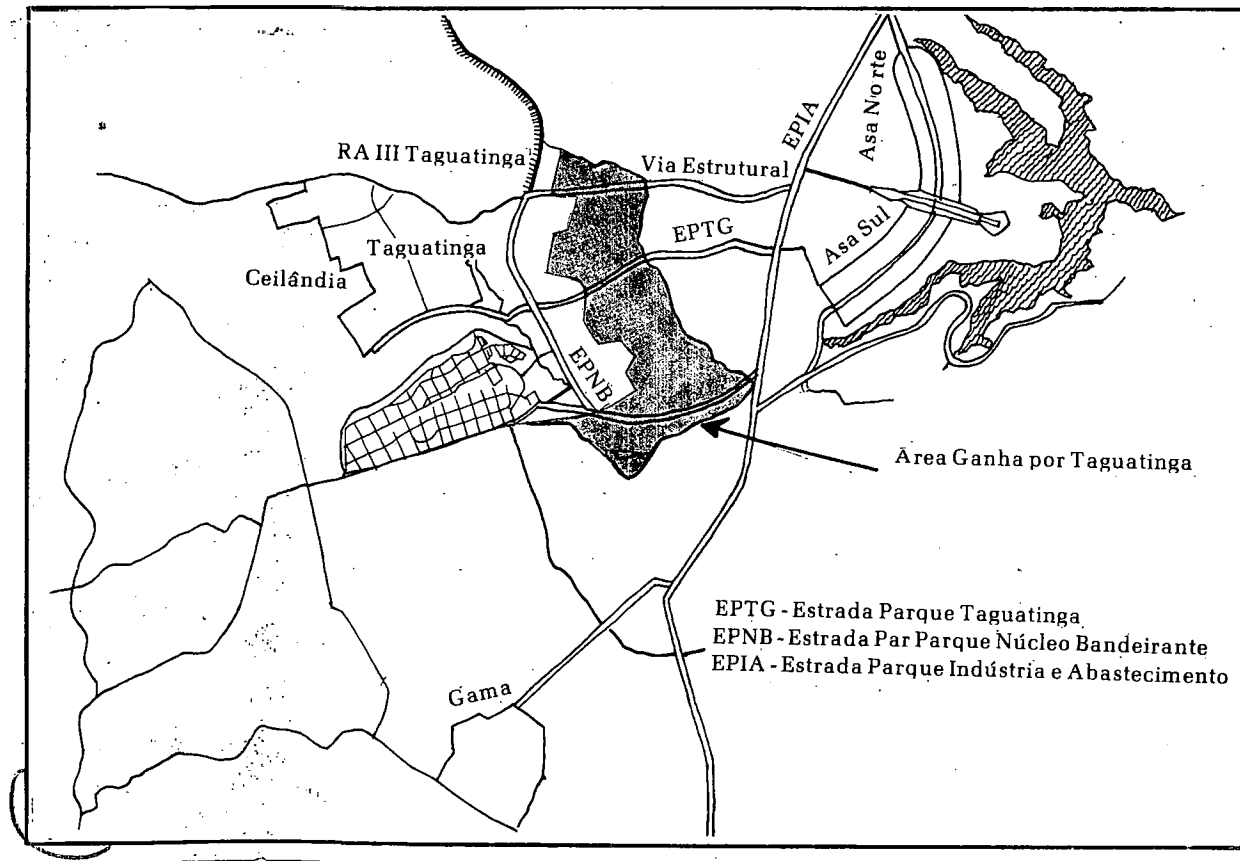 Asa Norte
EPIA
RA III Taguatinga
Via Estrutural
EPTG
Asa Sul
Taguatinga
Ceilândia
EPNB
Área Ganha por Taguatinga
EPTG - Estrada Parque Taguatinga
EPNB - Estrada Par Parque Núcleo Bandeirante
EPIA - Estrada Parque Indústria e Abastecimento
Gama